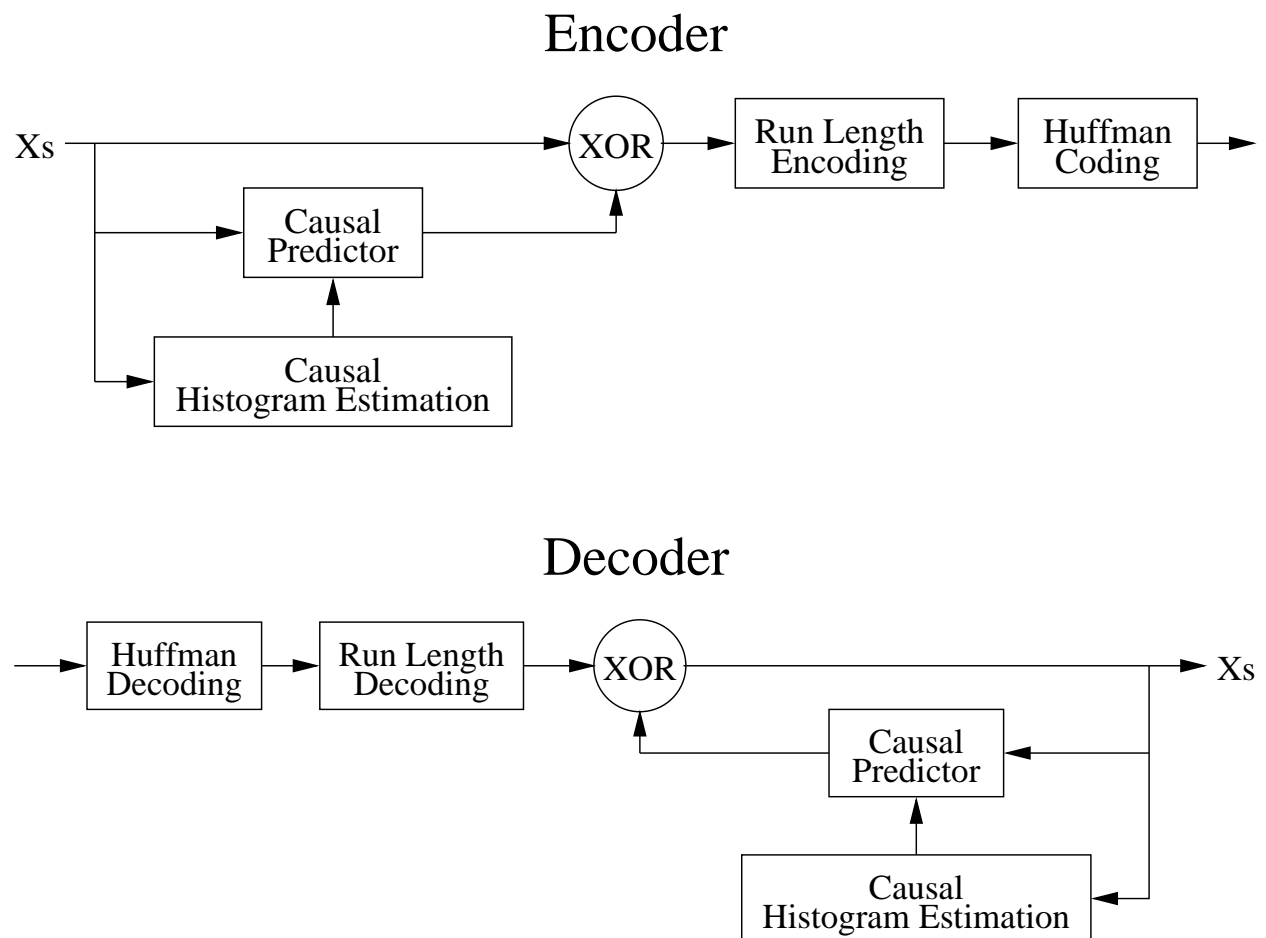 Encoder
Xs
XOR
Run Length
Encoding
Huffman
Coding
Causal
Predictor
Causal
Histogram Estimation
Decoder
Huffman
Decoding
Run Length
Decoding
XOR
Xs
Causal
Predictor
Causal
Histogram Estimation